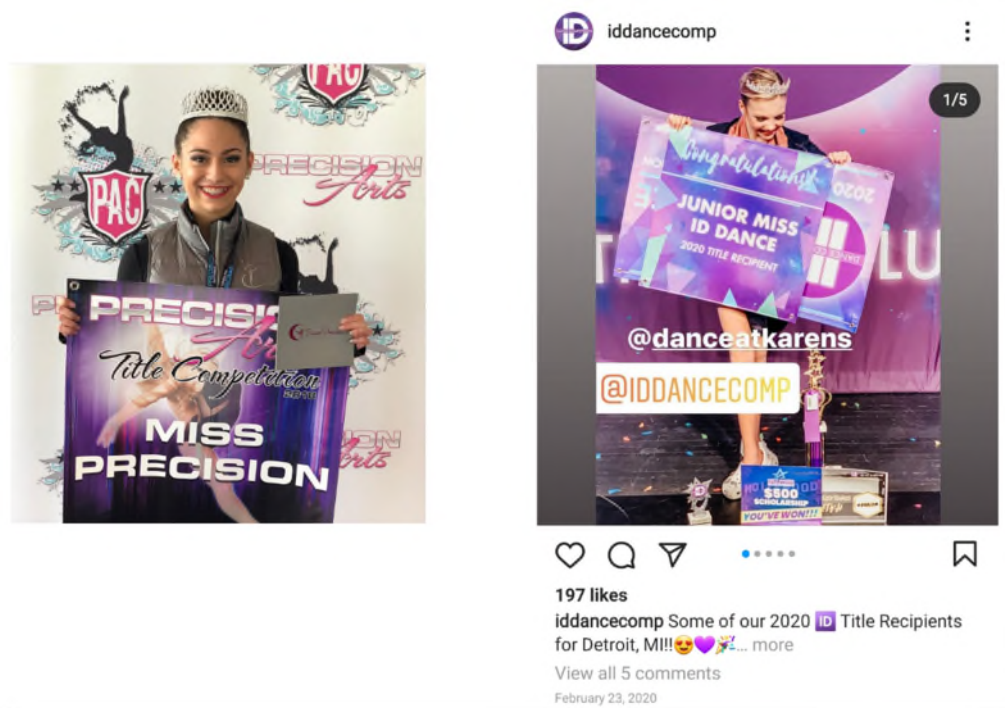 PAC
PAC
PRECISION
Arts
PRECISION
Arts
Title Competition
MISS
PRECISION
iddancecomp
1/5
Congratulations!
JUNIOR MISS
ID DANCE
2020 TITLE RECIPIENT
2020
@danceatkarens
@IDDANCECOMP
$500
SCHOLARSHIP
YOU'VE WON!!!
197 likes
iddancecomp Some of our 2020 ID Title Recipients
for Detroit, MI!!😍💜🎉... more
View all 5 comments
February 23, 2020